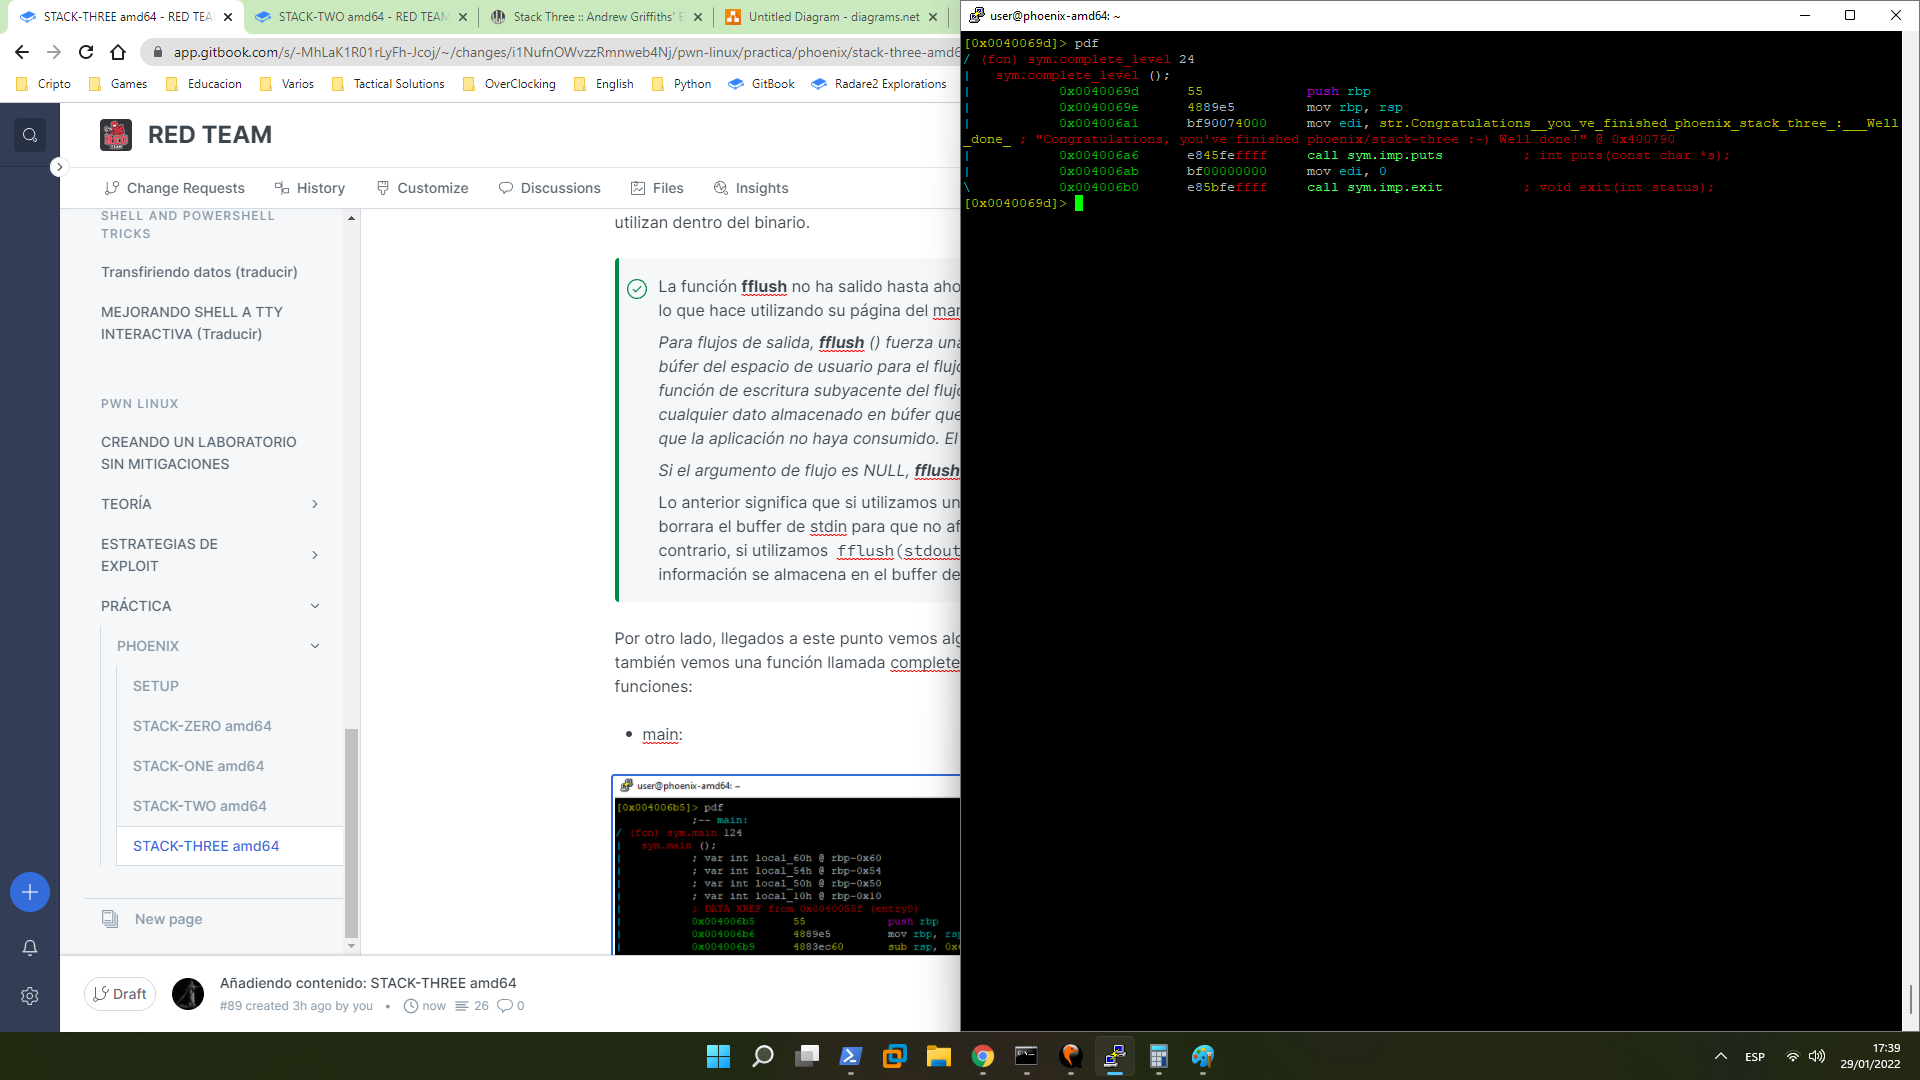 STACK-THREE amd64 - RED TEA
STACK-TWO amd64 - RED TEAM
Stack Three :: Andrew Griffiths' E
Untitled Diagram - diagrams.net
app.gitbook.com/s/-MhLaK1R01rLyFh-Jcoj/~/changes/i1NufnOWvzzRmnweb4Nj/pwn-linux/practica/phoenix/stack-three-amd6
Cripto
Games
Educacion
Varios
Tactical Solutions
OverClocking
English
Python
GitBook
Radare2 Explorations
RED TEAM
Change Requests
History
Customize
Discussions
Files
Insights
SHELL AND POWERSHELL
TRICKS
Transfiriendo datos (traducir)
MEJORANDO SHELL A TTY
INTERACTIVA (Traducir)
PWN LINUX
CREANDO UN LABORATORIO
SIN MITIGACIONES
TEORÍA
ESTRATEGIAS DE
EXPLOIT
PRÁCTICA
PHOENIX
SETUP
STACK-ZERO amd64
STACK-ONE amd64
STACK-TWO amd64
STACK-THREE amd64
New page
utilizan dentro del binario.
La función fflush no ha salido hasta aho
lo que hace utilizando su página del man
Para flujos de salida, fflush () fuerza una
búfer del espacio de usuario para el flujo
función de escritura subyacente del flujo
cualquier dato almacenado en búfer que
que la aplicación no haya consumido. El
Si el argumento de flujo es NULL, fflush
Lo anterior significa que si utilizamos un
borrara el buffer de stdin para que no af
contrario, si utilizamos fflush(stdout
información se almacena en el buffer de
Por otro lado, llegados a este punto vemos alg
también vemos una función llamada complete
funciones:
• main:
user@phoenix-amd64: ~
[0x004006b5]> pdf
;-- main:
/ (fcn) sym.main 124
| sym.main ();
| ; var int local_60h @ rbp-0x60
| ; var int local_54h @ rbp-0x54
| ; var int local_50h @ rbp-0x50
| ; var int local_10h @ rbp-0x10
| ; DATA XREF from 0x0040055f (entry0)
| 0x004006b5 55 push rbp
| 0x004006b6 4889e5 mov rbp, rsp
| 0x004006b9 4883ec60 sub rsp, 0x
Draft
Añadiendo contenido: STACK-THREE amd64
#89 created 3h ago by you • now 26 0
user@phoenix-amd64: ~
[0x0040069d]> pdf
/ (fcn) sym.complete_level 24
| sym.complete_level ();
| 0x0040069d 55 push rbp
| 0x0040069e 4889e5 mov rbp, rsp
| 0x004006a1 bf90074000 mov edi, str.Congratulations__you_ve_finished_phoenix_stack_three_:___Well
_done_ ; "Congratulations, you've finished phoenix/stack-three :-) Well done!" @ 0x400790
| 0x004006a6 e845feffff call sym.imp.puts ; int puts(const char *s);
| 0x004006ab bf00000000 mov edi, 0
\ 0x004006b0 e85bfeffff call sym.imp.exit ; void exit(int status);
[0x0040069d]>
ESP
17:39
29/01/2022